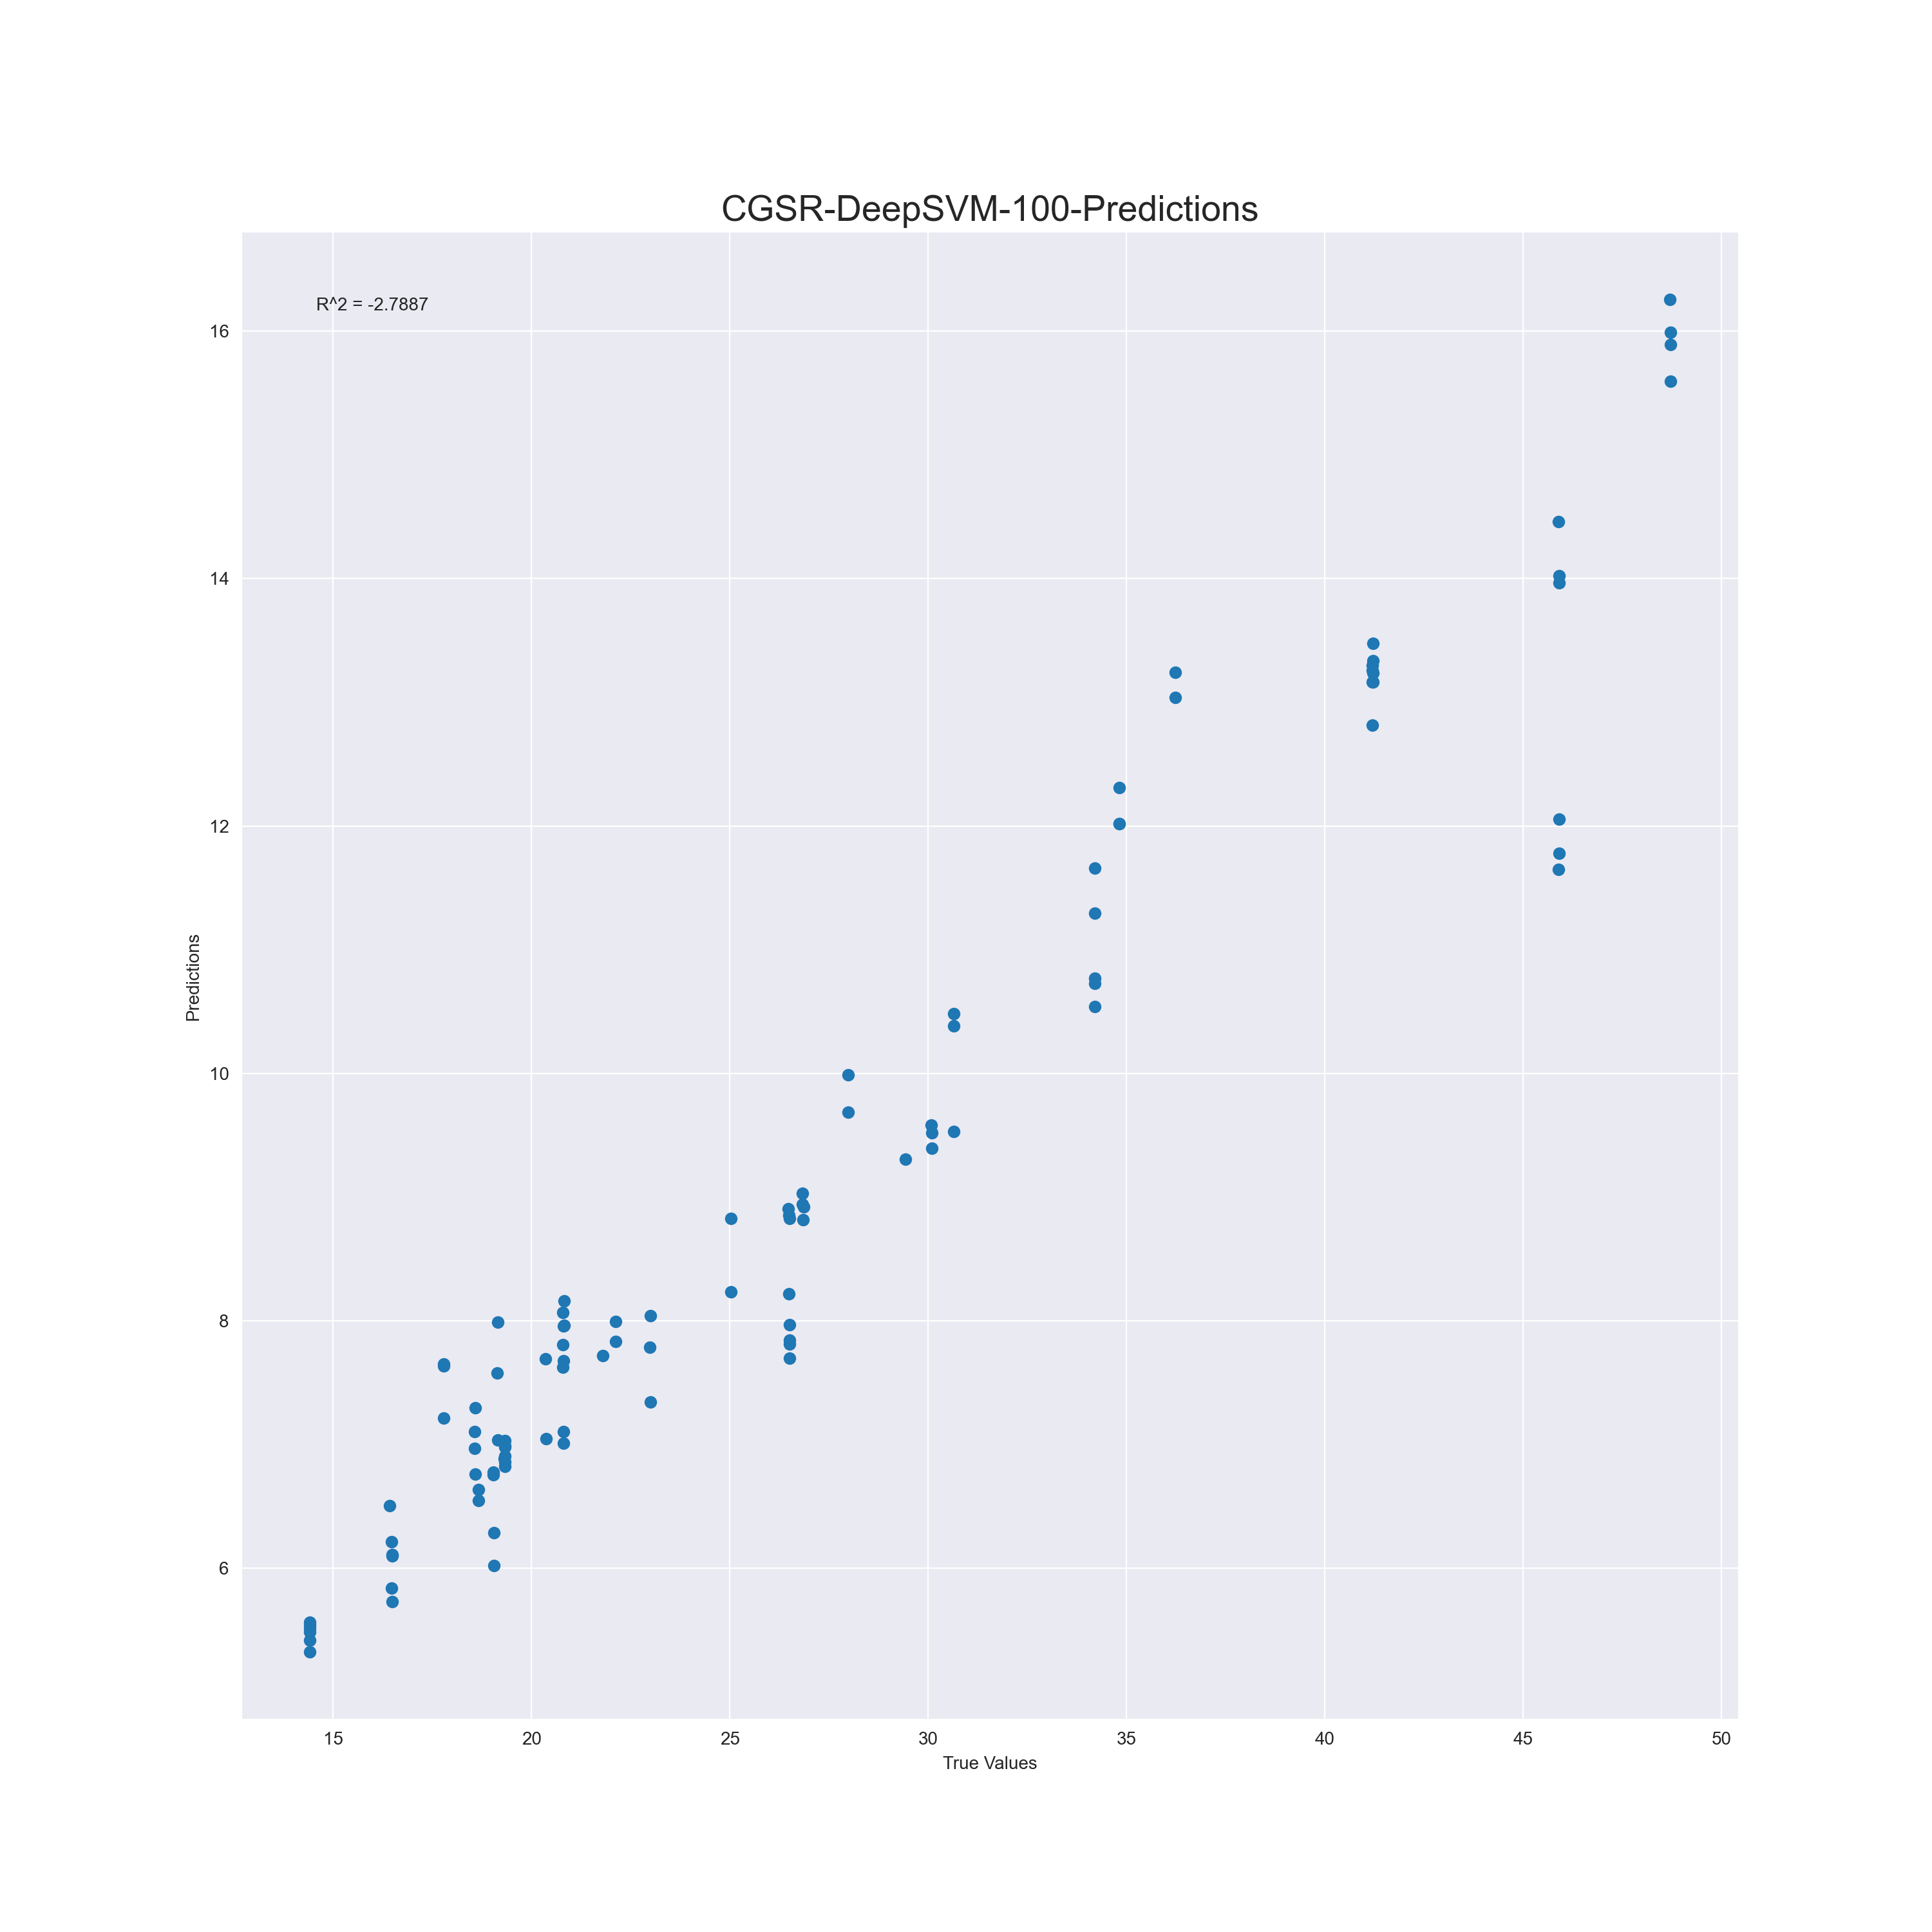 CGSR-DeepSVM-100-Predictions
R^2 = -2.7887
16
14
12
10
8
6
Predictions
15 20 25 30 35 40 45 50
True Values